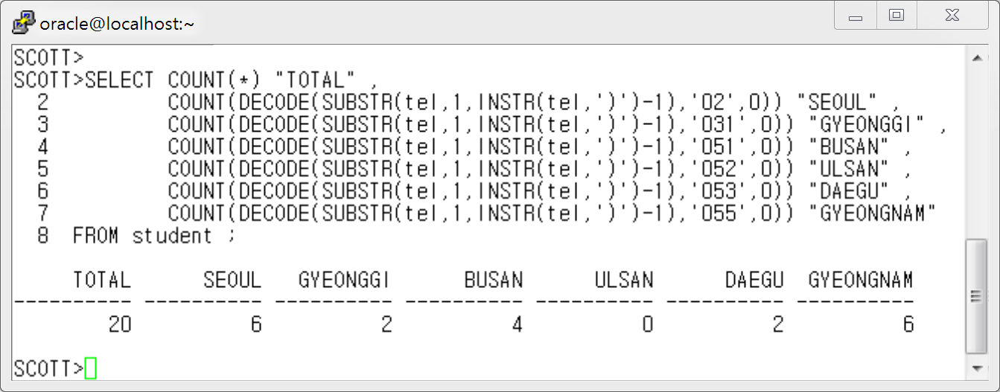 oracle@localhost:~
SCOTT>
SCOTT>SELECT COUNT(*) "TOTAL" ,
  2         COUNT(DECODE(SUBSTR(tel,1,INSTR(tel,')')-1),'02',0)) "SEOUL" ,
  3         COUNT(DECODE(SUBSTR(tel,1,INSTR(tel,')')-1),'031',0)) "GYEONGGI" ,
  4         COUNT(DECODE(SUBSTR(tel,1,INSTR(tel,')')-1),'051',0)) "BUSAN" ,
  5         COUNT(DECODE(SUBSTR(tel,1,INSTR(tel,')')-1),'052',0)) "ULSAN" ,
  6         COUNT(DECODE(SUBSTR(tel,1,INSTR(tel,')')-1),'053',0)) "DAEGU" ,
  7         COUNT(DECODE(SUBSTR(tel,1,INSTR(tel,')')-1),'055',0)) "GYEONGNAM"
  8  FROM student ;
     TOTAL      SEOUL   GYEONGGI      BUSAN      ULSAN      DAEGU  GYEONGNAM
---------- ---------- ---------- ---------- ---------- ---------- ----------
        20          6          2          4          0          2          6
SCOTT>